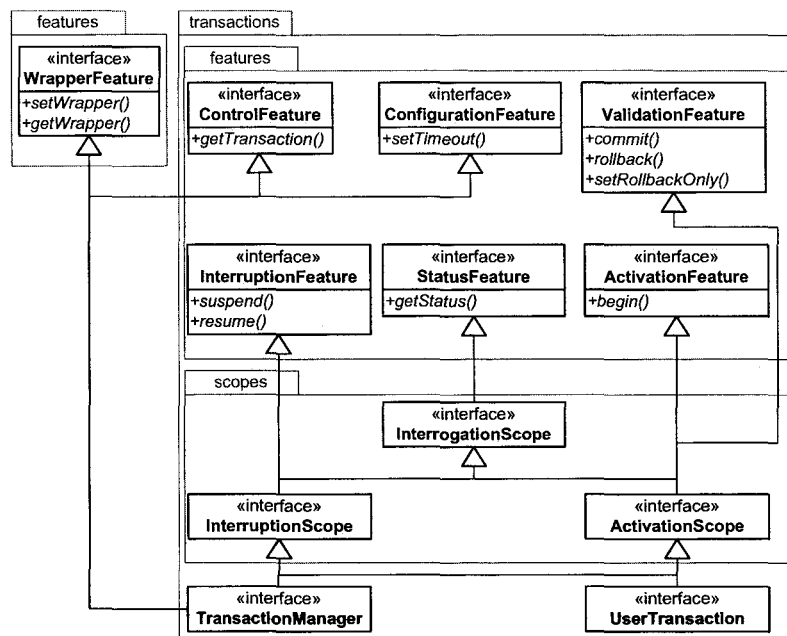 features
transactions
features
«interface»
WrapperFeature
+setWrapper()
+getWrapper()
«interface»
ControlFeature
+getTransaction()
«interface»
ConfigurationFeature
+setTimeout()
«interface»
ValidationFeature
+commit()
+rollback()
+setRollbackOnly()
«interface»
InterruptionFeature
+suspend()
+resume()
«interface»
StatusFeature
+getStatus()
«interface»
ActivationFeature
+begin()
scopes
«interface»
InterrogationScope
«interface»
InterruptionScope
«interface»
ActivationScope
«interface»
TransactionManager
«interface»
UserTransaction